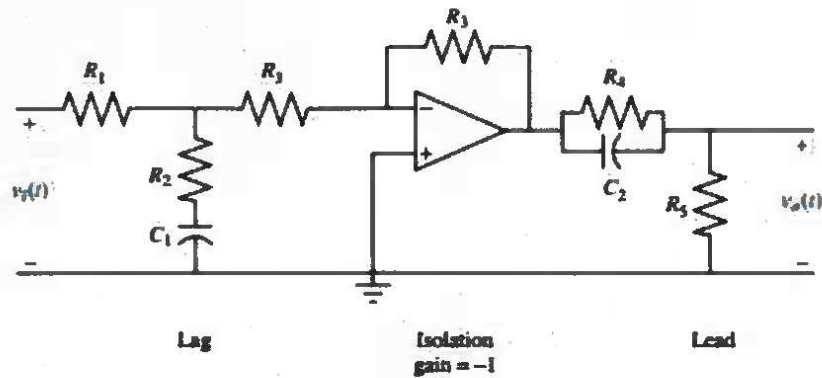 R₃
R₁
R₃
R₄
−
+
+
+
R₂
C₂
vᵢ(t)
R₅
vₒ(t)
C₁
−
−
Lag
Isolation
gain = −1
Lead